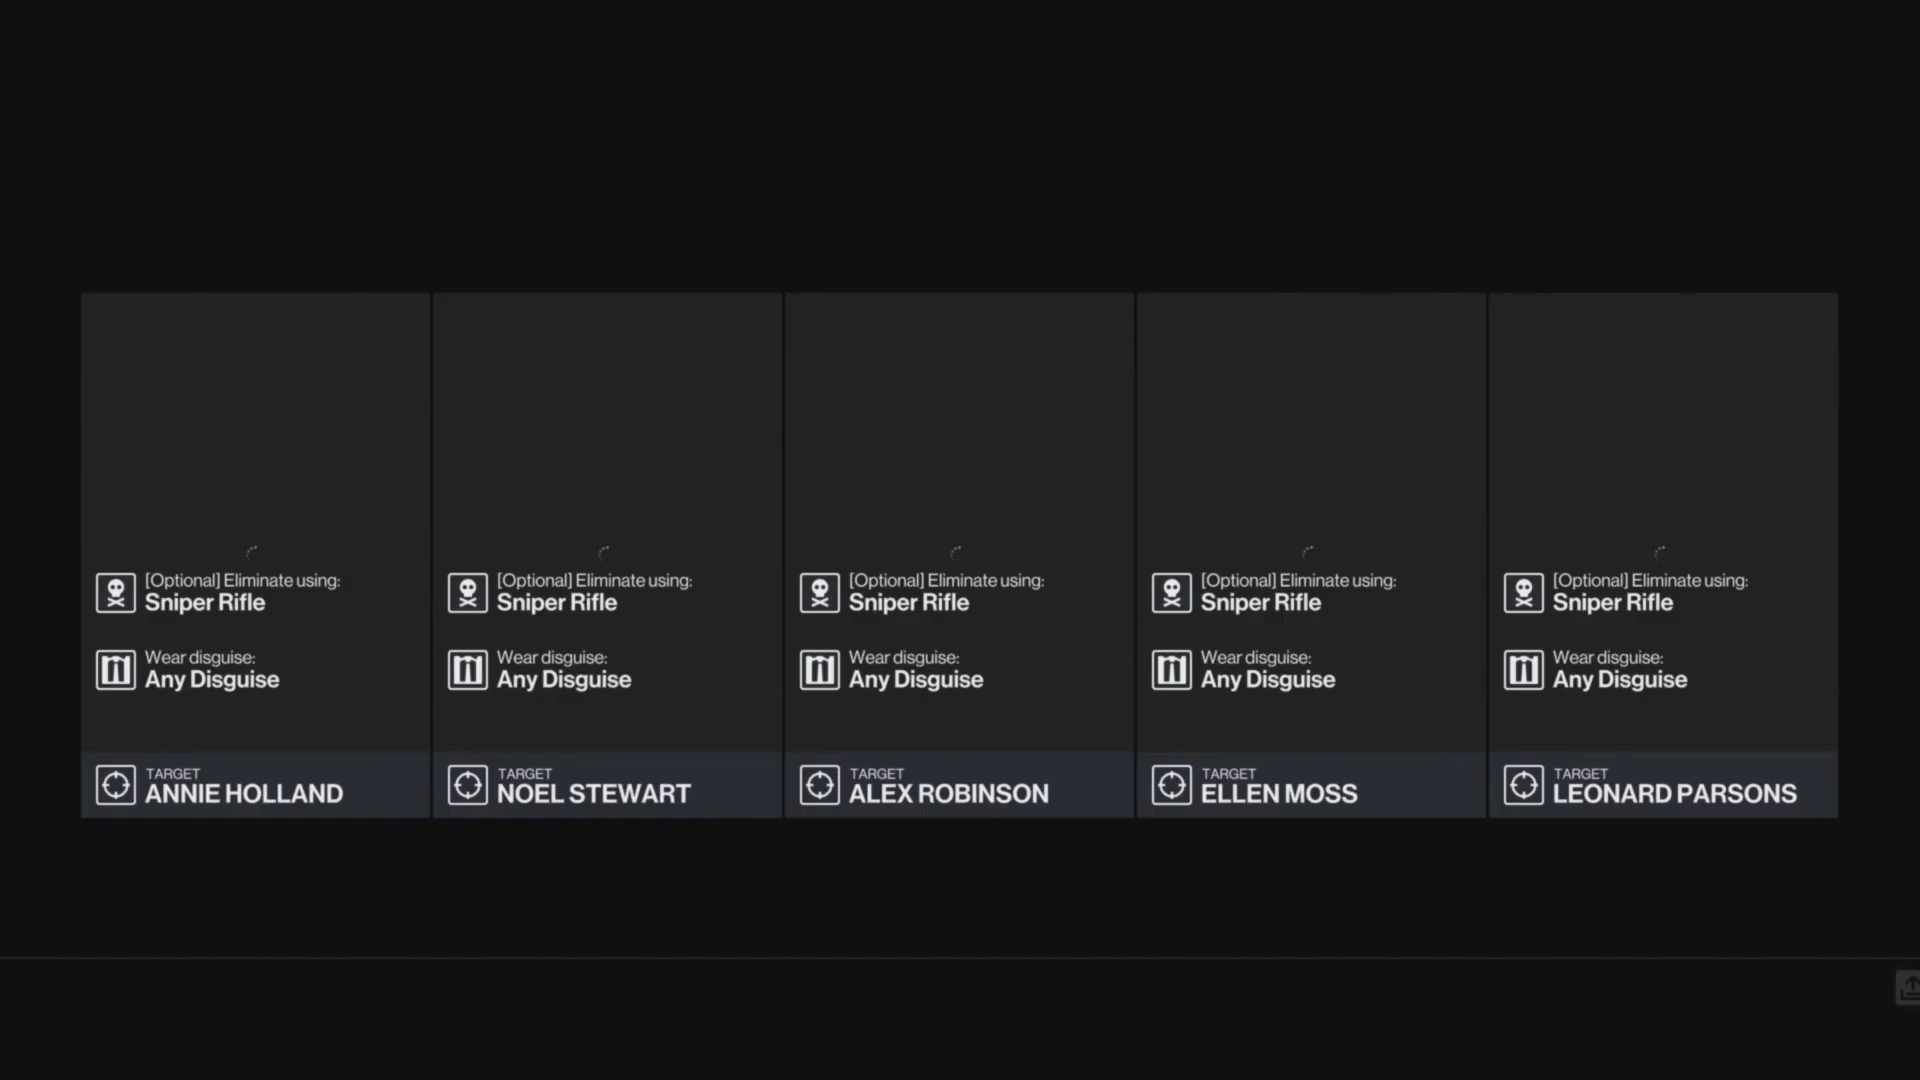 [Optional] Eliminate using:
Sniper Rifle
Wear disguise:
Any Disguise
TARGET
ANNIE HOLLAND
[Optional] Eliminate using:
Sniper Rifle
Wear disguise:
Any Disguise
TARGET
NOEL STEWART
[Optional] Eliminate using:
Sniper Rifle
Wear disguise:
Any Disguise
TARGET
ALEX ROBINSON
[Optional] Eliminate using:
Sniper Rifle
Wear disguise:
Any Disguise
TARGET
ELLEN MOSS
[Optional] Eliminate using:
Sniper Rifle
Wear disguise:
Any Disguise
TARGET
LEONARD PARSONS